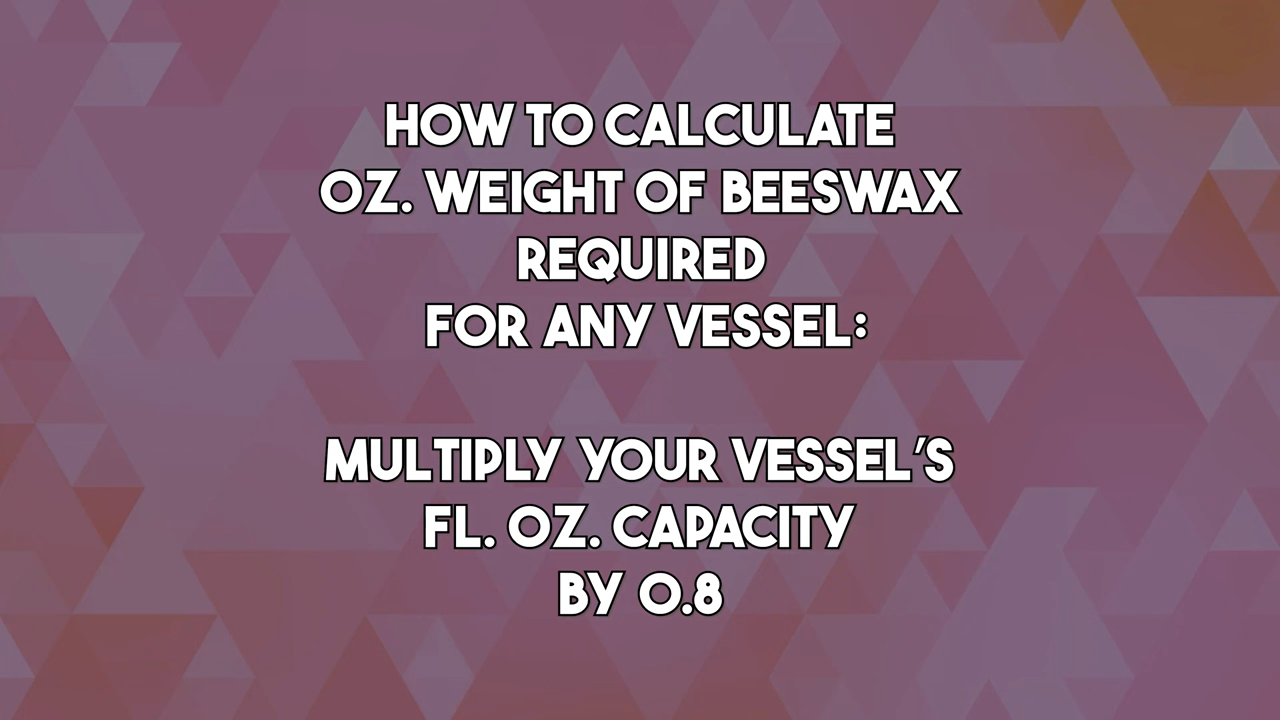 HOW TO CALCULATE
OZ. WEIGHT OF BEESWAX
REQUIRED
FOR ANY VESSEL:
MULTIPLY YOUR VESSEL'S
FL. OZ. CAPACITY
BY 0.8